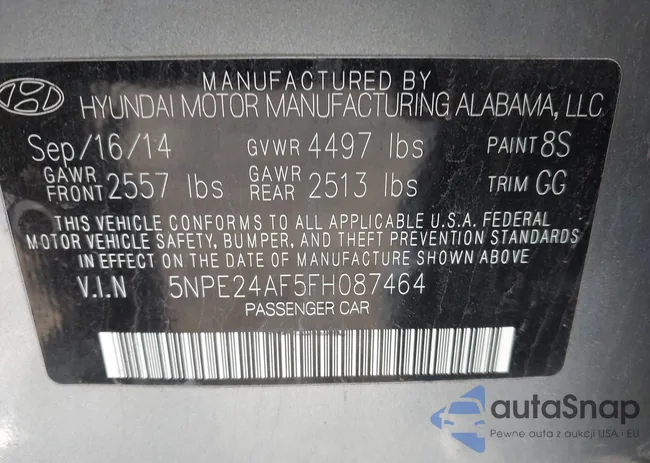 MANUFACTURED BY
HYUNDAI MOTOR MANUFACTURING ALABAMA, LLC
Sep/16/14 GVWR 4497 lbs PAINT 8S
GAWR FRONT 2557 lbs GAWR REAR 2513 lbs TRIM GG
THIS VEHICLE CONFORMS TO ALL APPLICABLE U.S.A. FEDERAL
MOTOR VEHICLE SAFETY, BUMPER, AND THEFT PREVENTION STANDARDS
IN EFFECT ON THE DATE OF MANUFACTURE SHOWN ABOVE.
V.I.N 5NPE24AF5FH087464
PASSENGER CAR
autaSnap
Pewne auta z aukcji USA · EU